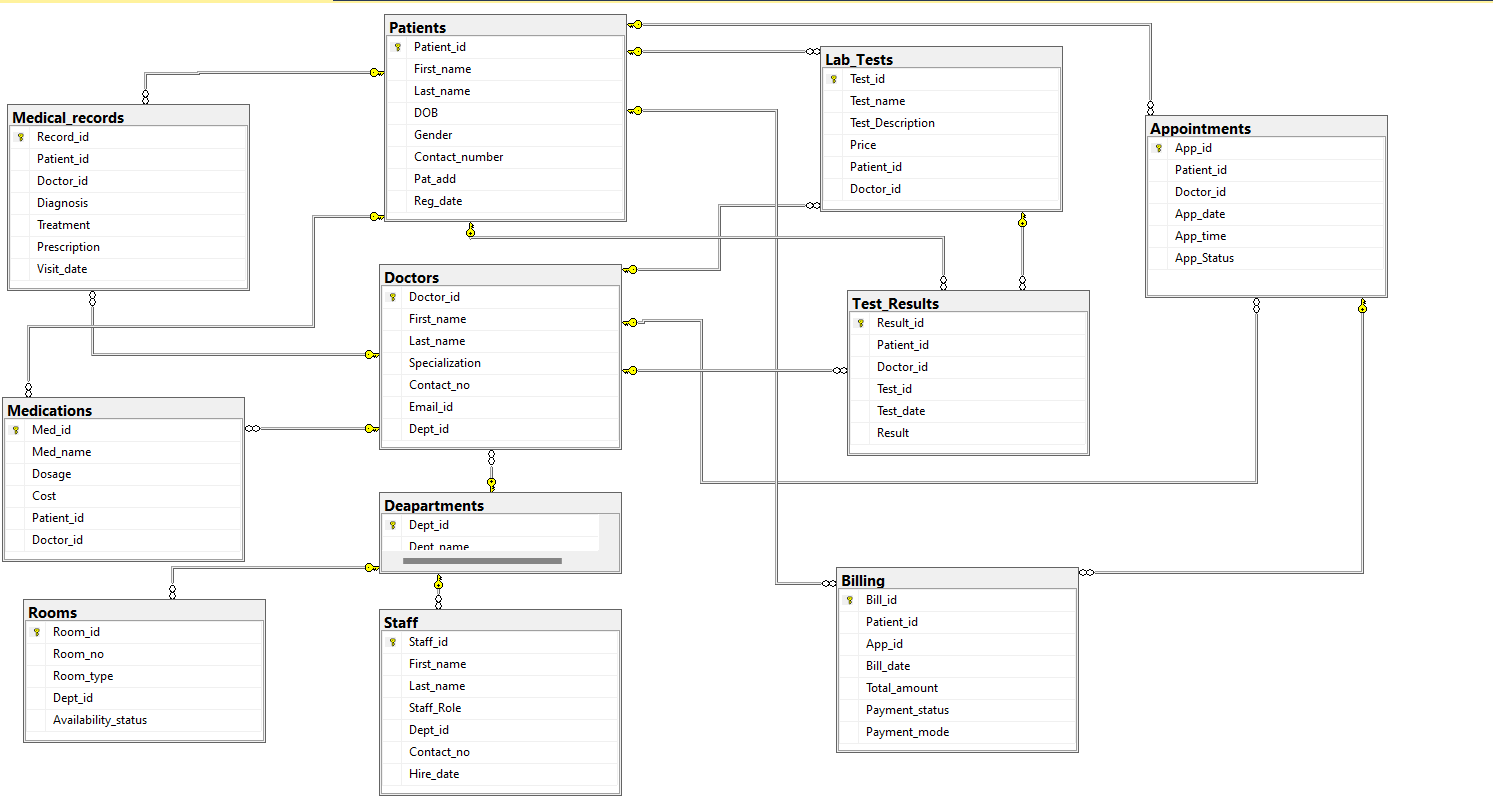 Patients
Patient_id
First_name
Last_name
DOB
Gender
Contact_number
Pat_add
Reg_date
Lab_Tests
Test_id
Test_name
Test_Description
Price
Patient_id
Doctor_id
Medical_records
Record_id
Patient_id
Doctor_id
Diagnosis
Treatment
Prescription
Visit_date
Appointments
App_id
Patient_id
Doctor_id
App_date
App_time
App_Status
Doctors
Doctor_id
First_name
Last_name
Specialization
Contact_no
Email_id
Dept_id
Test_Results
Result_id
Patient_id
Doctor_id
Test_id
Test_date
Result
Medications
Med_id
Med_name
Dosage
Cost
Patient_id
Doctor_id
Deapartments
Dept_id
Dept_name
Billing
Bill_id
Patient_id
App_id
Bill_date
Total_amount
Payment_status
Payment_mode
Rooms
Room_id
Room_no
Room_type
Dept_id
Availability_status
Staff
Staff_id
First_name
Last_name
Staff_Role
Dept_id
Contact_no
Hire_date